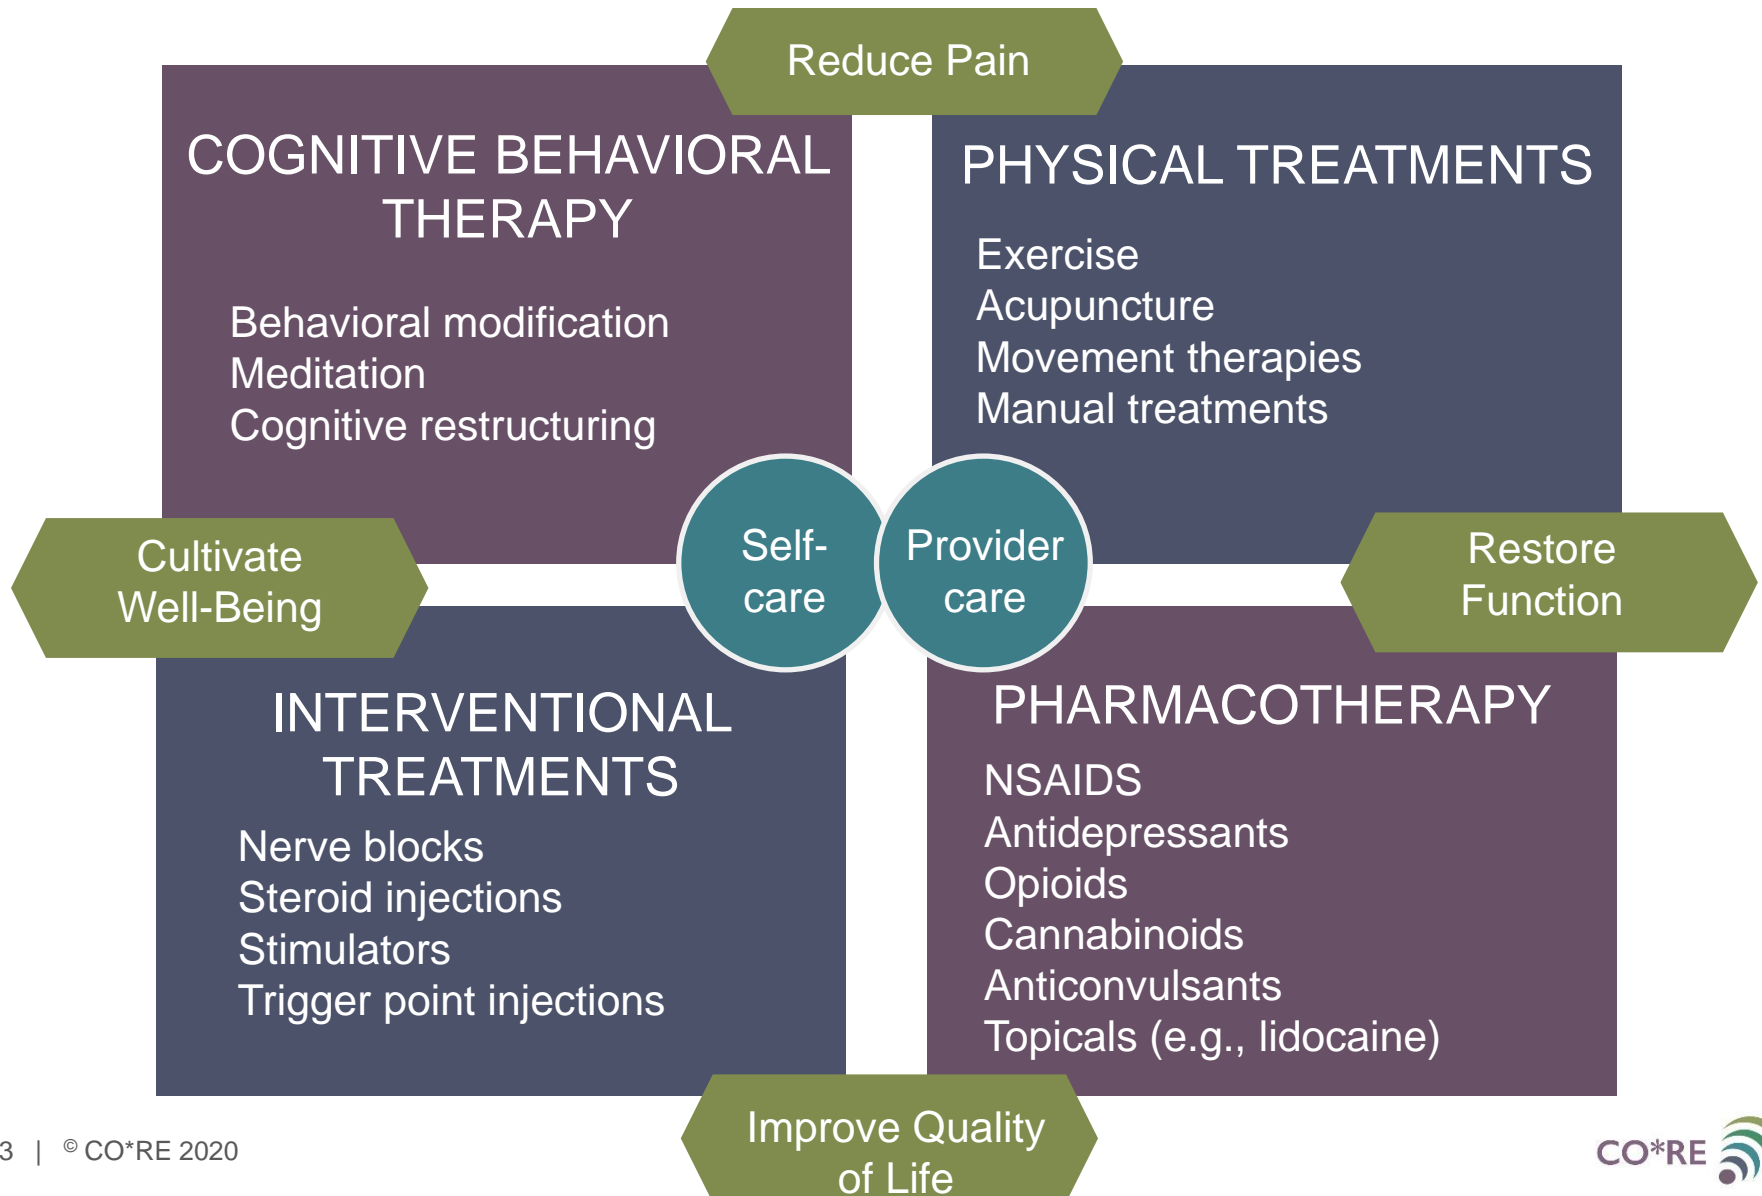 Reduce Pain
COGNITIVE BEHAVIORAL
THERAPY
Behavioral modification
Meditation
Cognitive restructuring
PHYSICAL TREATMENTS
Exercise
Acupuncture
Movement therapies
Manual treatments
Self-
care
Provider
care
Cultivate
Well-Being
Restore
Function
INTERVENTIONAL
TREATMENTS
Nerve blocks
Steroid injections
Stimulators
Trigger point injections
PHARMACOTHERAPY
NSAIDS
Antidepressants
Opioids
Cannabinoids
Anticonvulsants
Topicals (e.g., lidocaine)
Improve Quality
of Life
3 | © CO*RE 2020
CO*RE